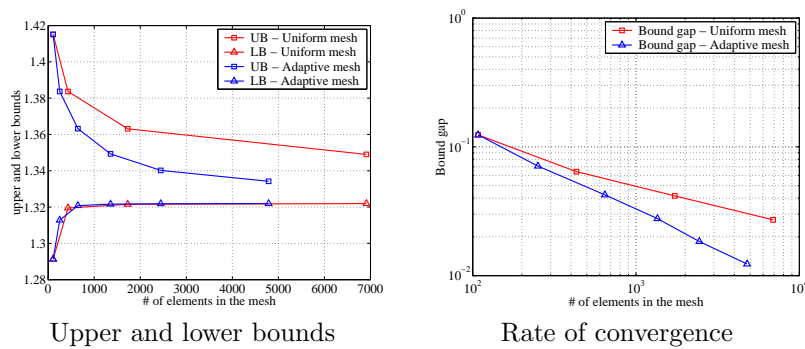 1.42
1.4
1.38
1.36
1.34
1.32
1.3
1.28
0
1000
2000
3000
4000
5000
6000
7000
upper and lower bounds
# of elements in the mesh
UB – Uniform mesh
LB – Uniform mesh
UB – Adaptive mesh
LB – Adaptive mesh
Upper and lower bounds
10^0
10^-1
10^-2
10^2
10^3
Bound gap
# of elements in the mesh
Bound gap – Uniform mesh
Bound gap – Adaptive mesh
Rate of convergence